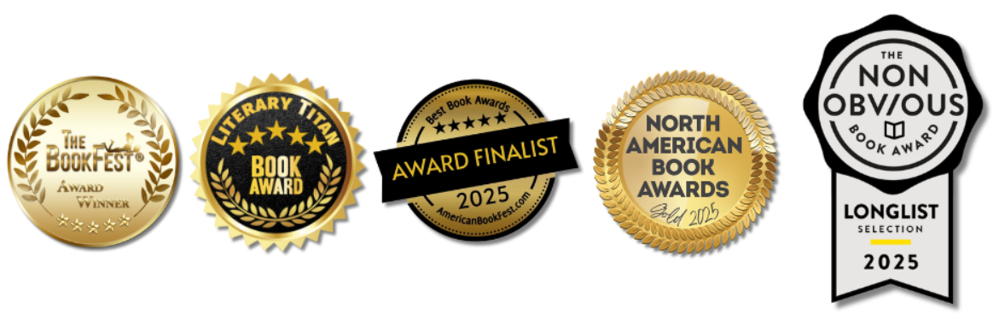 THE
BOOKFEST®
AWARD
WINNER
LITERARY TITAN
BOOK
AWARD
Best Book Awards
AWARD FINALIST
2025
AmericanBookFest.com
NORTH
AMERICAN
BOOK
AWARDS
Gold 2025
THE
NON
OBVIOUS
BOOK AWARD
LONGLIST
SELECTION
2025